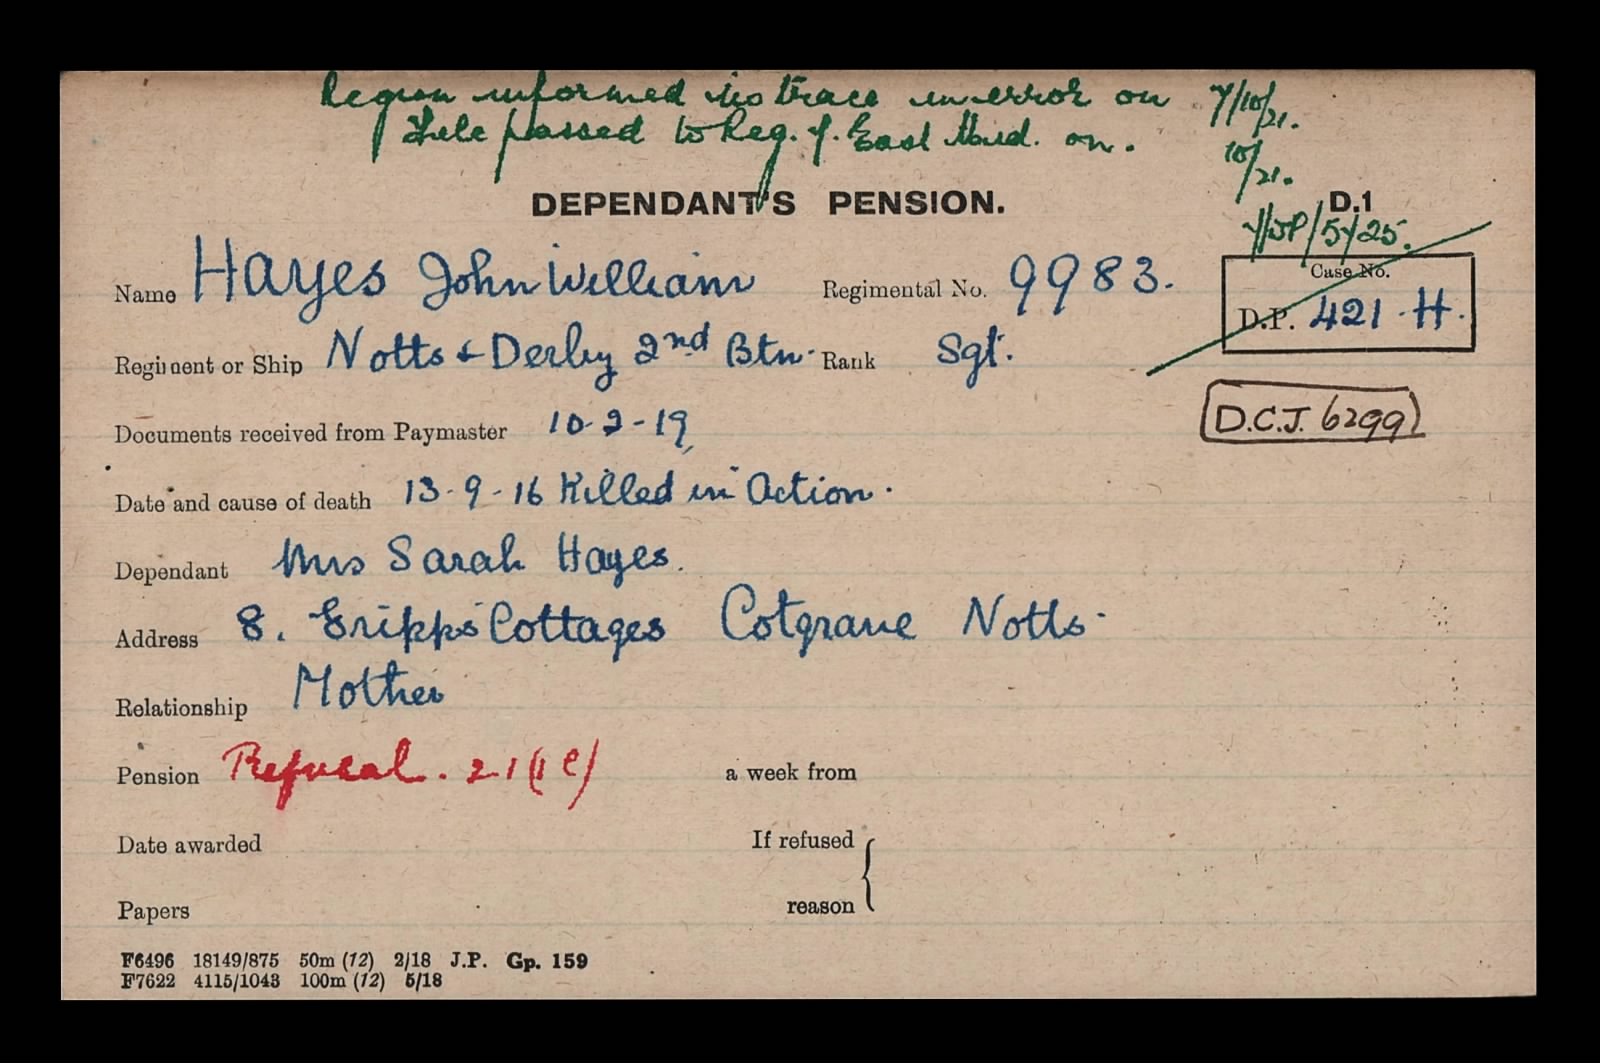 Region informed no trace in error on 7/10/21.
File passed to Reg. f. East Mid. on. 10/21.
DEPENDANT'S PENSION. D.1
5/25.
Name Hayes John William Regimental No. 9983. Case No.
D.P. 421 H.
Regiment or Ship Notts & Derby 2nd Btn. Rank Sgt.
D.C.J. 6299
Documents received from Paymaster 10-2-19
Date and cause of death 13-9-16 Killed in Action.
Dependant Mrs Sarah Hayes.
Address 8. Cottages Cotgrave Notts.
Relationship Mother
Pension Refusal. 21(1c) a week from
Date awarded If refused
Papers reason
F6496 18149/875 50m (12) 2/18 J.P. Gp. 159
F7622 4115/1043 100m (12) 5/18